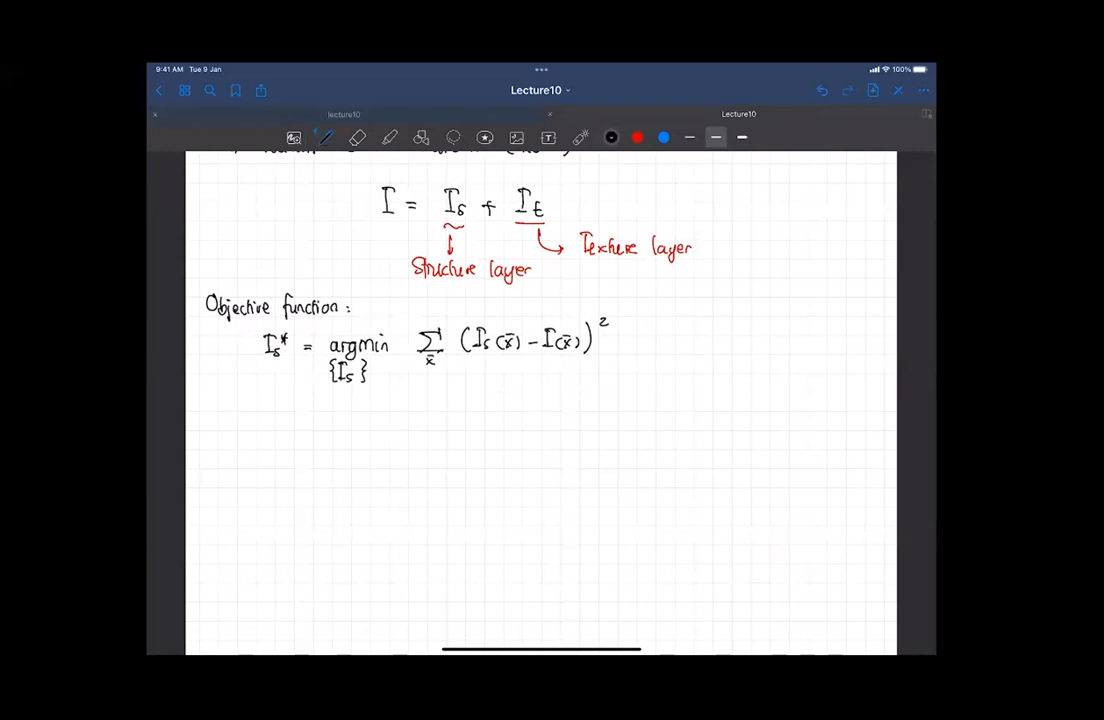 9:41 AM Tue 9 Jan
100%
Lecture10
lecture10
Lecture10
I = Is + It
Structure layer
Texture layer
Objective function:
Is* = argmin ∑ (Is(x̄) − I(x̄))²
{Is} x̄